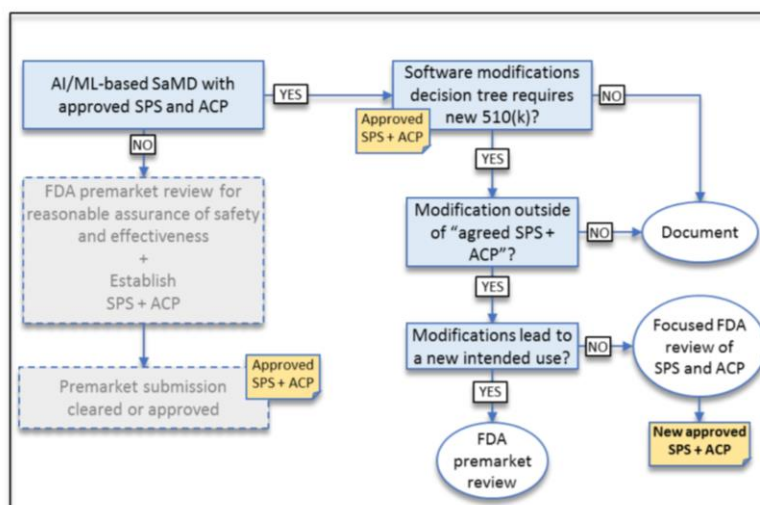 AI/ML-based SaMD with
approved SPS and ACP
YES
Software modifications
decision tree requires
new 510(k)?
NO
Approved
SPS + ACP
NO
YES
FDA premarket review for
reasonable assurance of safety
and effectiveness
+
Establish
SPS + ACP
Modification outside
of “agreed SPS +
ACP”?
NO
Document
YES
Modifications lead to
a new intended use?
NO
Focused FDA
review of
SPS and ACP
Approved
SPS + ACP
Premarket submission
cleared or approved
YES
FDA
premarket
review
New approved
SPS + ACP